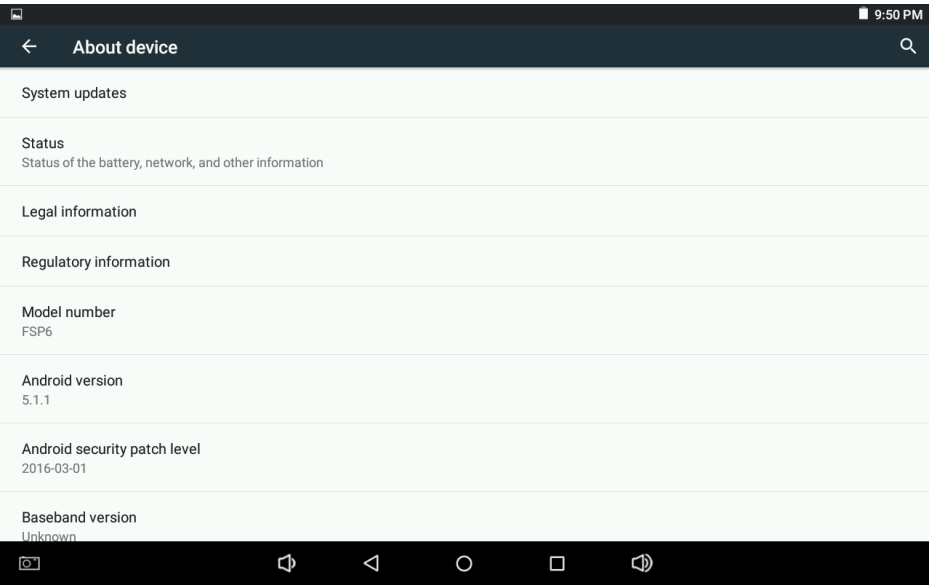 9:50 PM
About device
System updates
Status
Status of the battery, network, and other information
Legal information
Regulatory information
Model number
FSP6
Android version
5.1.1
Android security patch level
2016-03-01
Baseband version
Unknown